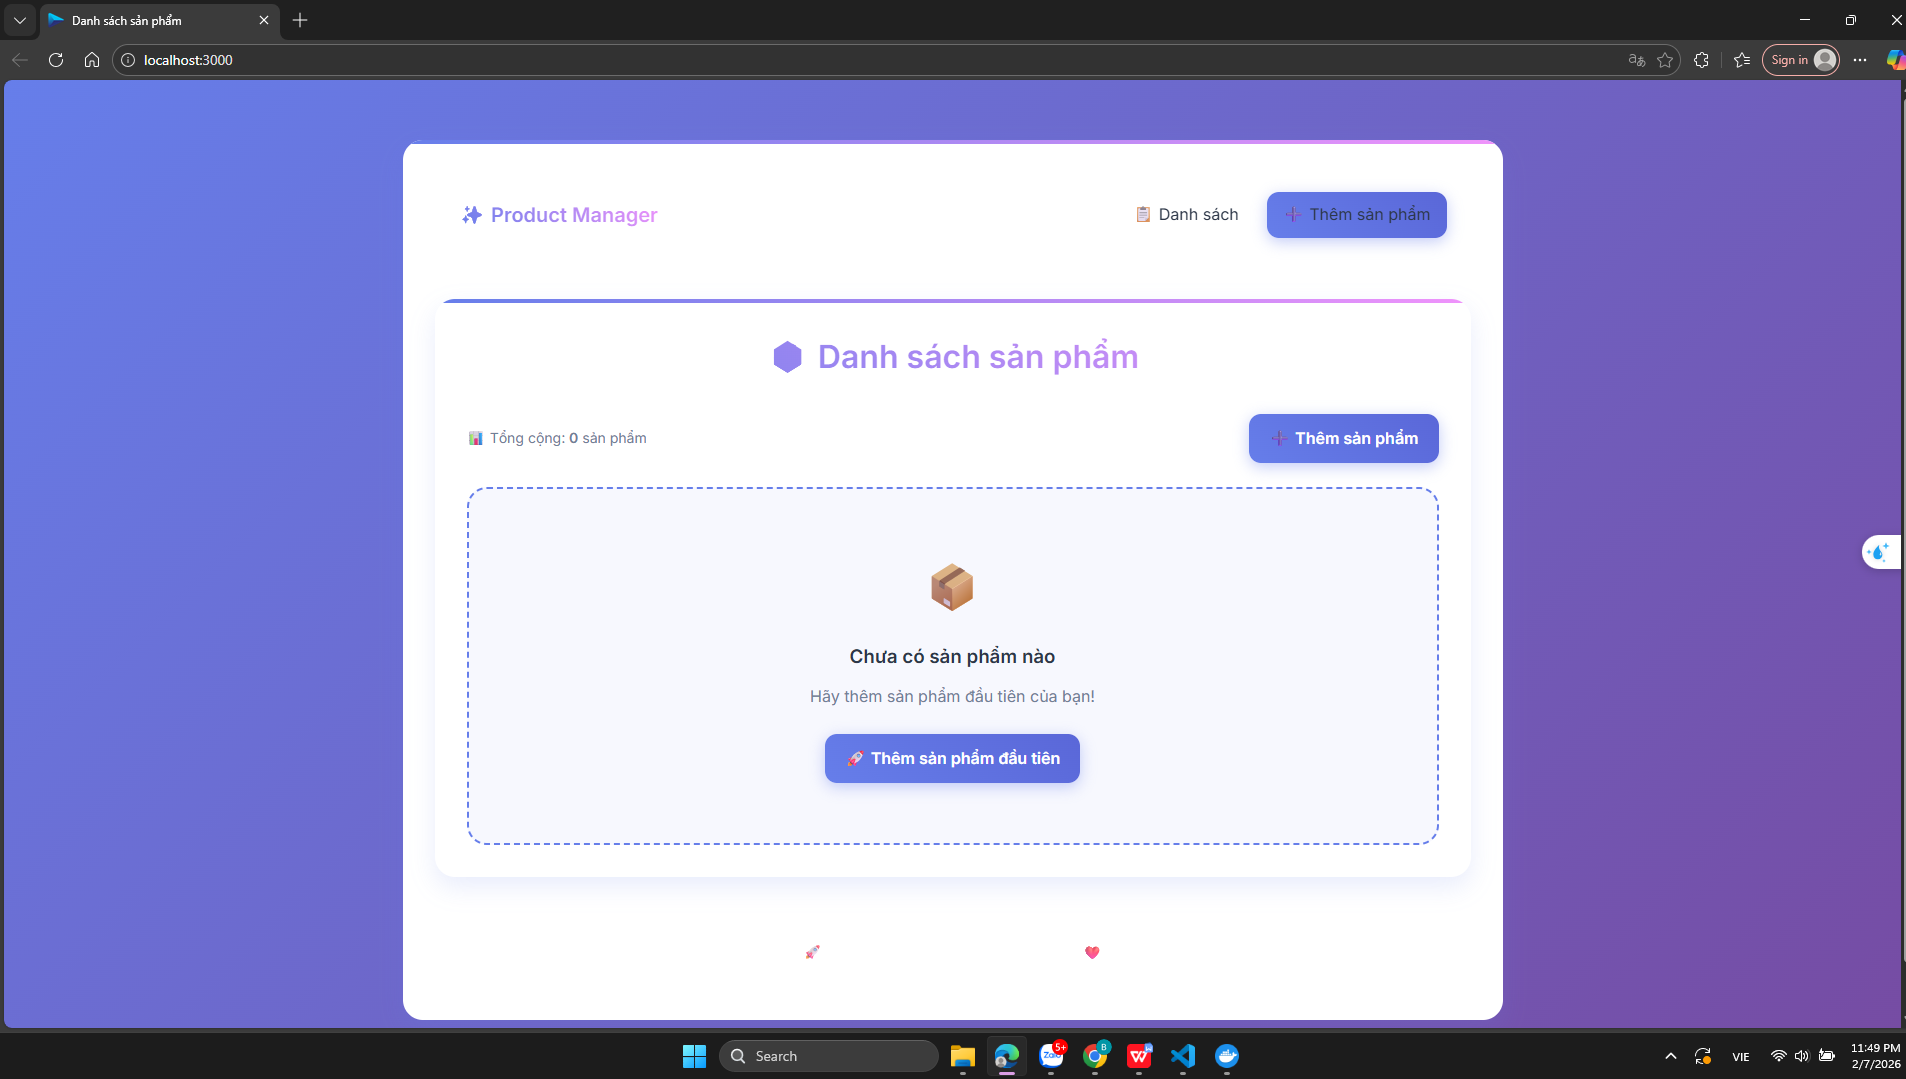 Danh sách sản phẩm
localhost:3000
Sign in
Product Manager
Danh sách
Thêm sản phẩm
Danh sách sản phẩm
Tổng cộng: 0 sản phẩm
Thêm sản phẩm
Chưa có sản phẩm nào
Hãy thêm sản phẩm đầu tiên của bạn!
Thêm sản phẩm đầu tiên
Search
Zalo
5+
B
W
VIE
11:49 PM
2/7/2026